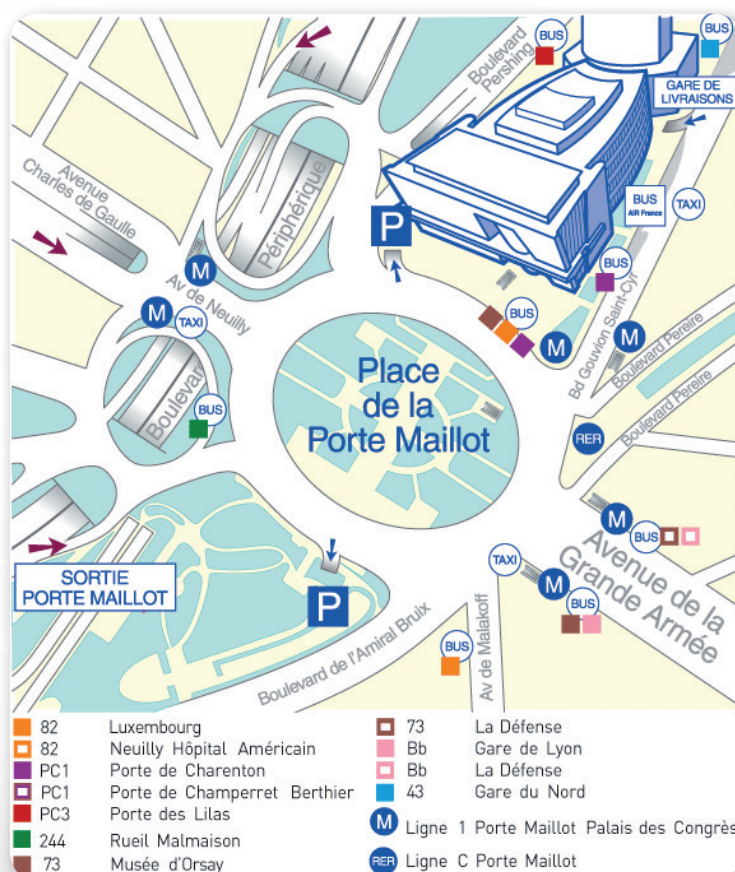 BUS
BUS
Boulevard
Pershing
GARE DE
LIVRAISONS
Avenue
Charles de Gaulle
Périphérique
P
BUS
AIR France
TAXI
M
Av de Neuilly
BUS
M
TAXI
BUS
M
Bd Gouvion Saint-Cyr
M
Boulevard Pereire
Boulevard Pereire
Place
de la
Porte Maillot
Boulevard
BUS
RER
M
BUS
Avenue de la
Grande Armée
SORTIE
PORTE MAILLOT
P
TAXI
M
BUS
Boulevard de l'Amiral Bruix
BUS
Av de Malakoff
82 Luxembourg
82 Neuilly Hôpital Américain
PC1 Porte de Charenton
PC1 Porte de Champerret Berthier
PC3 Porte des Lilas
244 Rueil Malmaison
73 Musée d'Orsay
73 La Défense
Bb Gare de Lyon
Bb La Défense
43 Gare du Nord
M Ligne 1 Porte Maillot Palais des Congrès
RER Ligne C Porte Maillot